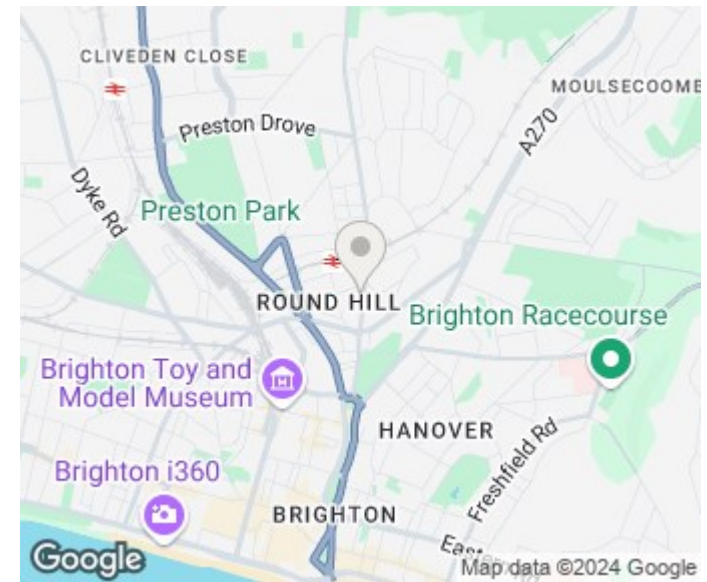 CLIVEDEN CLOSE
MOULSECOOMB
Preston Drove
A270
Dyke Rd
Preston Park
ROUND HILL
Brighton Racecourse
Brighton Toy and
Model Museum
HANOVER
Freshfield Rd
Brighton i360
BRIGHTON
Google
Map data ©2024 Google